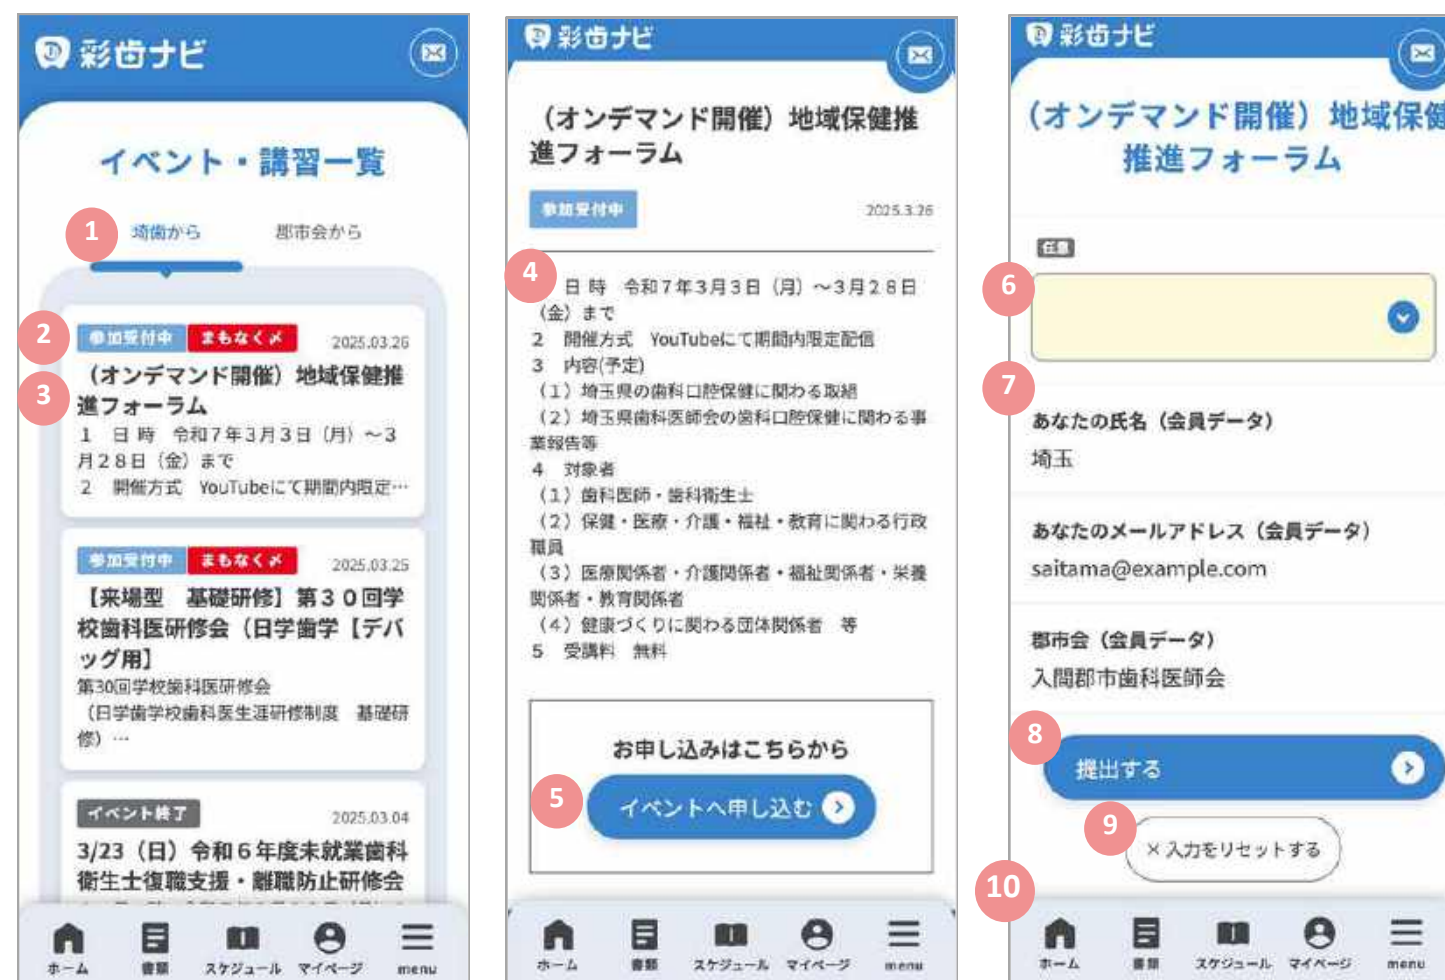 彩歯ナビ
イベント・講習一覧
1
埼歯から
郡市会から
2
参加受付中
まもなく〆
2025.03.26
3
（オンデマンド開催）地域保健推
進フォーラム
1　日 時　令和7年3月3日（月）～3
月28日（金）まで
2　開催方式　YouTubeにて期間内限定…
参加受付中
まもなく〆
2025.03.25
【来場型　基礎研修】第３０回学
校歯科医研修会（日学歯学【デバ
ッグ用】
第30回学校歯科医研修会
（日学歯学校歯科医生涯研修制度　基礎研
修）…
イベント終了
2025.03.04
3/23（日）令和６年度未就業歯科
衛生士復職支援・離職防止研修会
ホーム
書類
スケジュール
マイページ
menu
彩歯ナビ
（オンデマンド開催）地域保健推
進フォーラム
参加受付中
2025.3.26
4
日 時　令和7年3月3日（月）～3月28日
（金）まで
2　開催方式　YouTubeにて期間内限定配信
3　内容(予定)
（1）埼玉県の歯科口腔保健に関わる取組
（2）埼玉県歯科医師会の歯科口腔保健に関わる事
業報告等
4　対象者
（1）歯科医師・歯科衛生士
（2）保健・医療・介護・福祉・教育に関わる行政
職員
（3）医療関係者・介護関係者・福祉関係者・栄養
関係者・教育関係者
（4）健康づくりに関わる団体関係者　等
5　受講料　無料
お申し込みはこちらから
5
イベントへ申し込む
ホーム
書類
スケジュール
マイページ
menu
彩歯ナビ
（オンデマンド開催）地域保健
推進フォーラム
任意
6
7
あなたの氏名（会員データ）
埼玉
あなたのメールアドレス（会員データ）
saitama@example.com
郡市会（会員データ）
入間郡市歯科医師会
8
提出する
9
×入力をリセットする
10
ホーム
書類
スケジュール
マイページ
menu